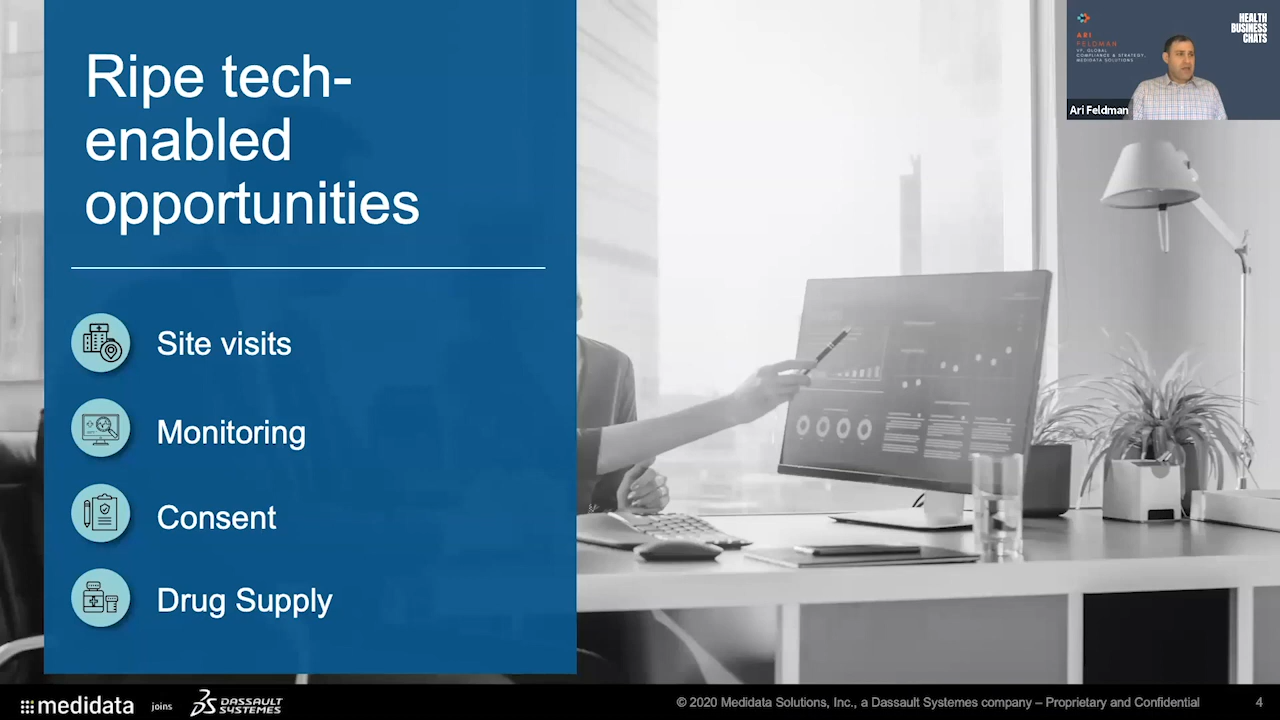 Ripe tech-
enabled
opportunities
Site visits
Monitoring
Consent
Drug Supply
ARI
FELDMAN
VP, GLOBAL
COMPLIANCE & STRATEGY,
MEDIDATA SOLUTIONS
HEALTH
BUSINESS
CHATS
Ari Feldman
medidata joins DASSAULT
SYSTEMES
© 2020 Medidata Solutions, Inc., a Dassault Systemes company – Proprietary and Confidential 4